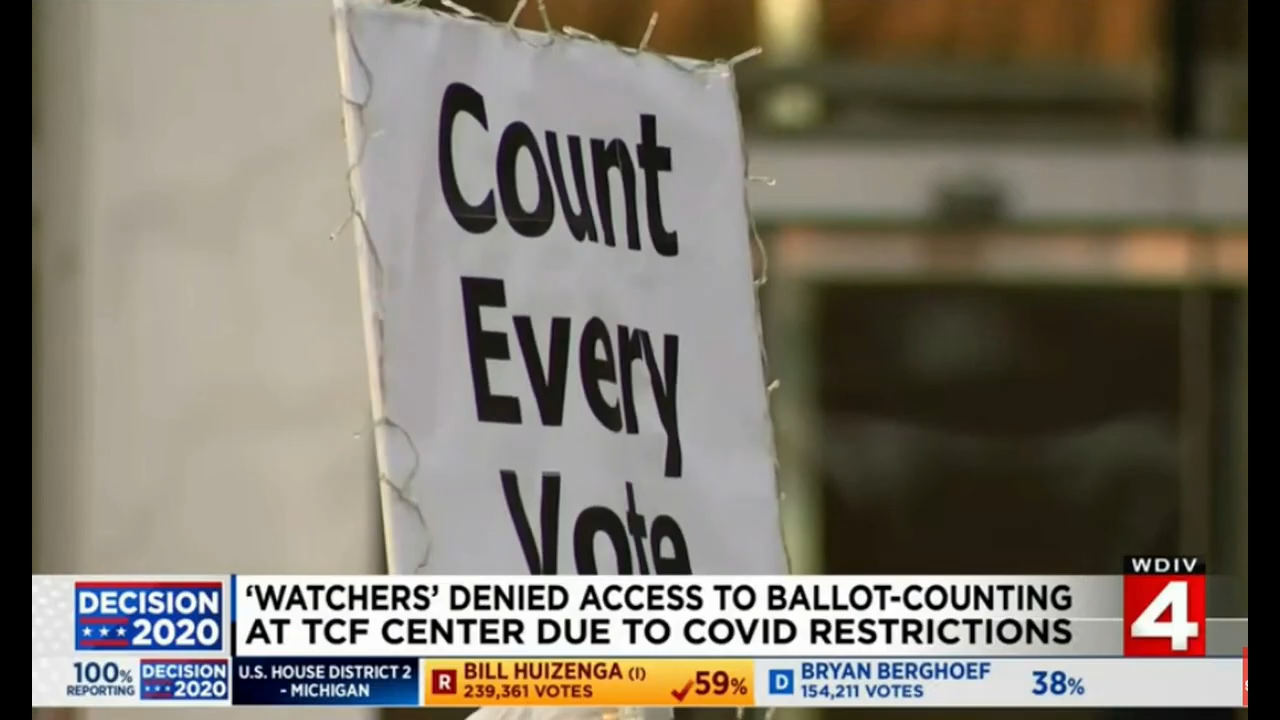 Count
Every
Vote
DECISION
2020
'WATCHERS' DENIED ACCESS TO BALLOT-COUNTING
AT TCF CENTER DUE TO COVID RESTRICTIONS
WDIV
4
100%
REPORTING
DECISION
2020
U.S. HOUSE DISTRICT 2
- MICHIGAN
R BILL HUIZENGA (I)
239,361 VOTES
59%
D BRYAN BERGHOEF
154,211 VOTES
38%